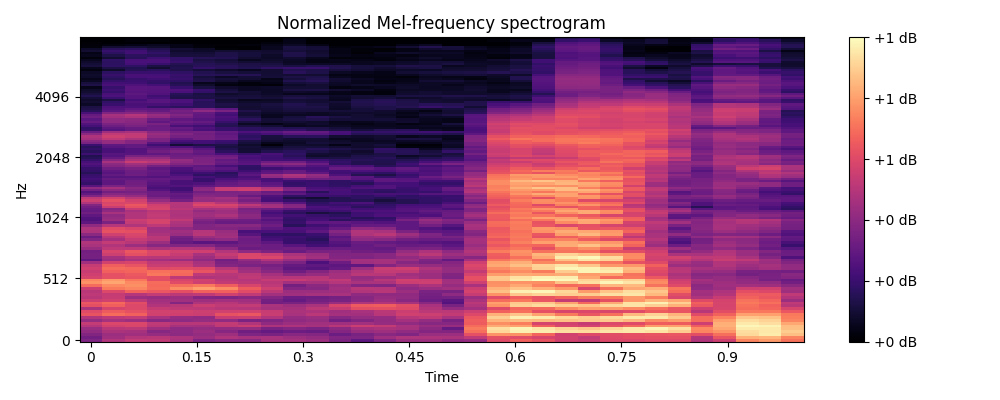 Normalized Mel-frequency spectrogram
Hz
4096
2048
1024
512
0
0 0.15 0.3 0.45 0.6 0.75 0.9
Time
+1 dB
+1 dB
+1 dB
+0 dB
+0 dB
+0 dB